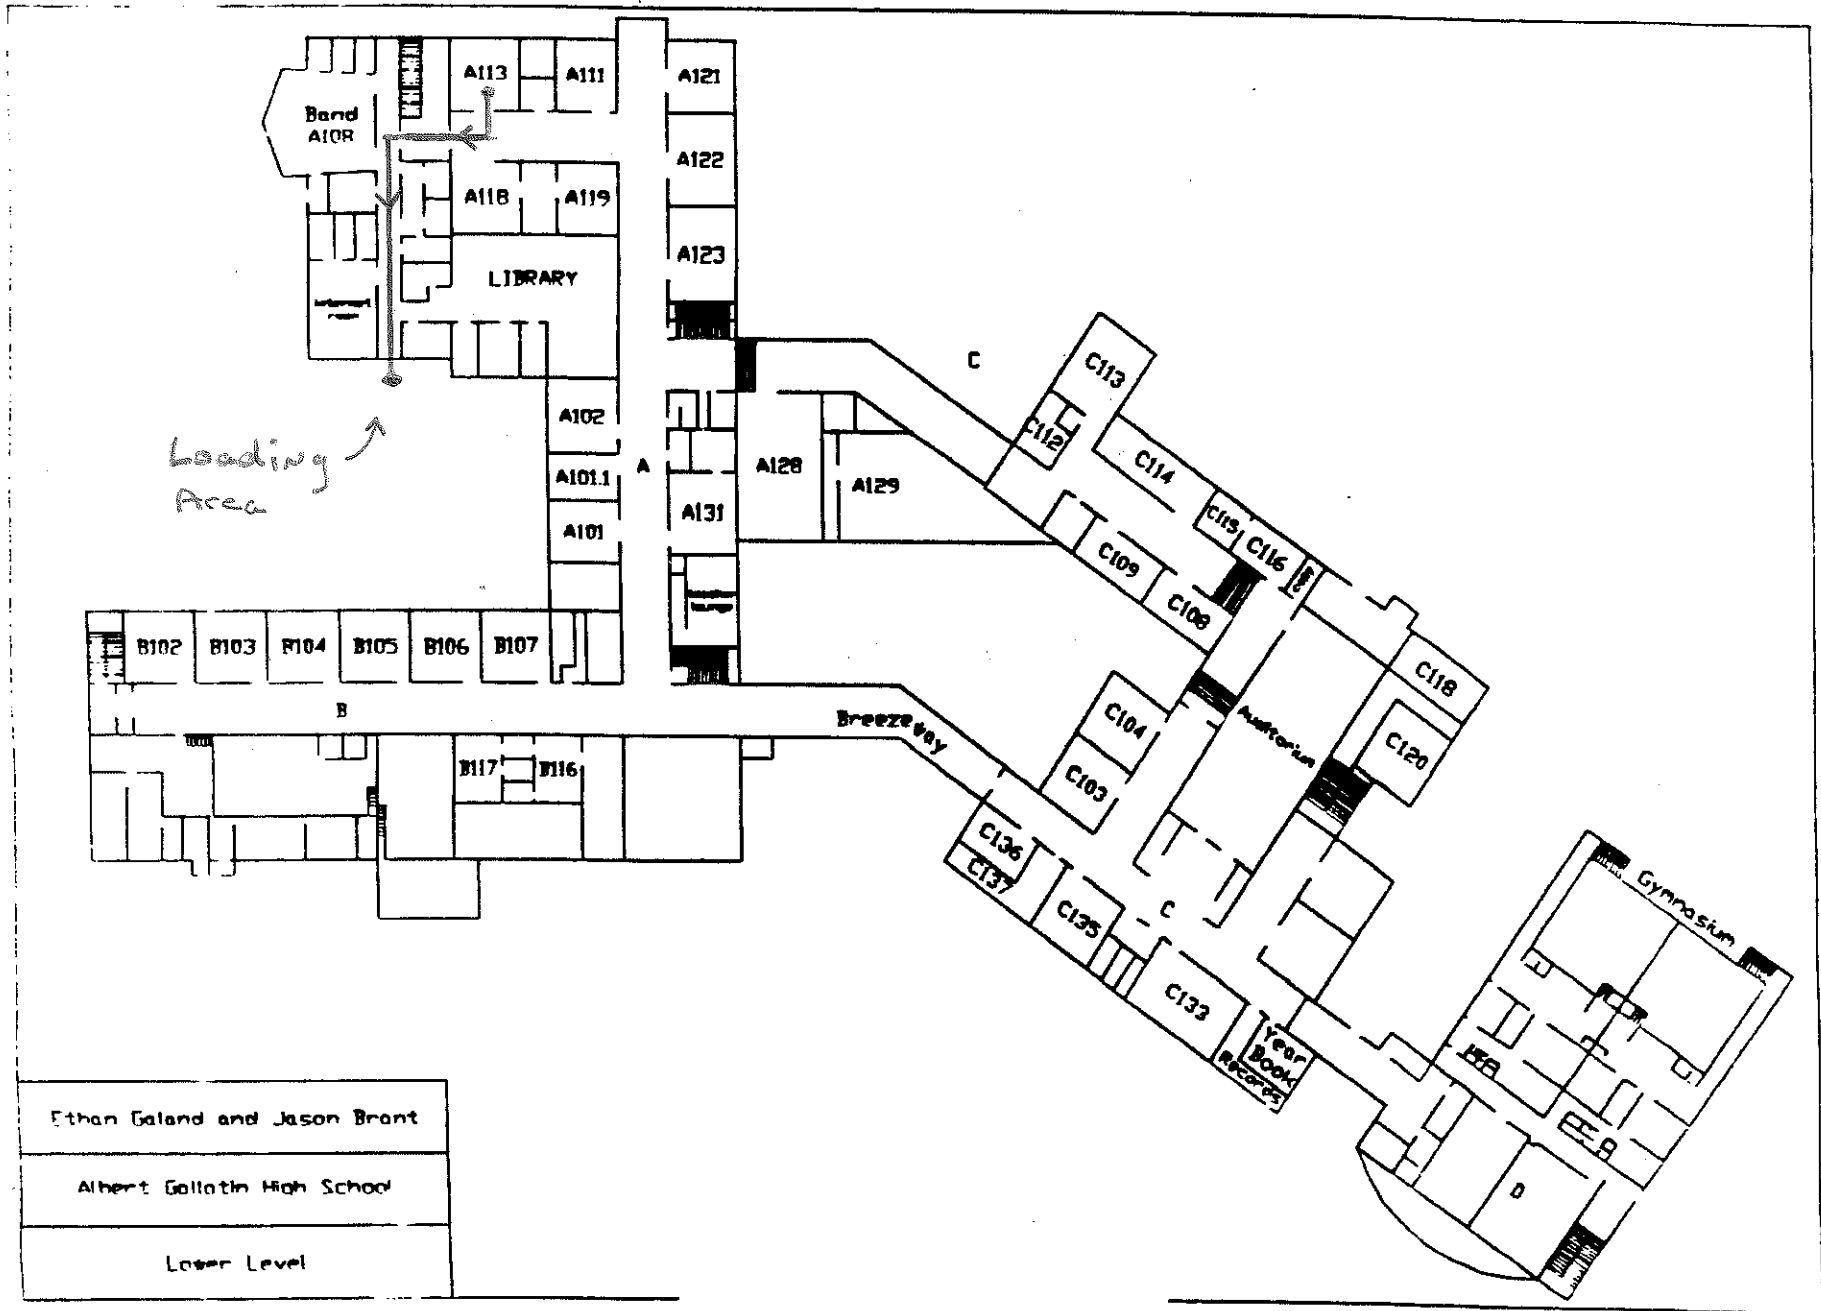 A113
A111
A121
Band
A108
A122
A118
A119
A123
LIBRARY
C
C113
A102
C112
Loading
Area
A
A128
C114
A101.1
A129
C115
A131
A101
C116
C109
C108
B102
B103
B104
B105
B106
B107
C118
B
Breezeway
C104
Auditorium
C120
B117
B116
C103
C136
C137
C135
C
Gymnasium
C133
Year
Book
Records
D
Ethan Galand and Jason Brant
Albert Gallatin High School
Lower Level